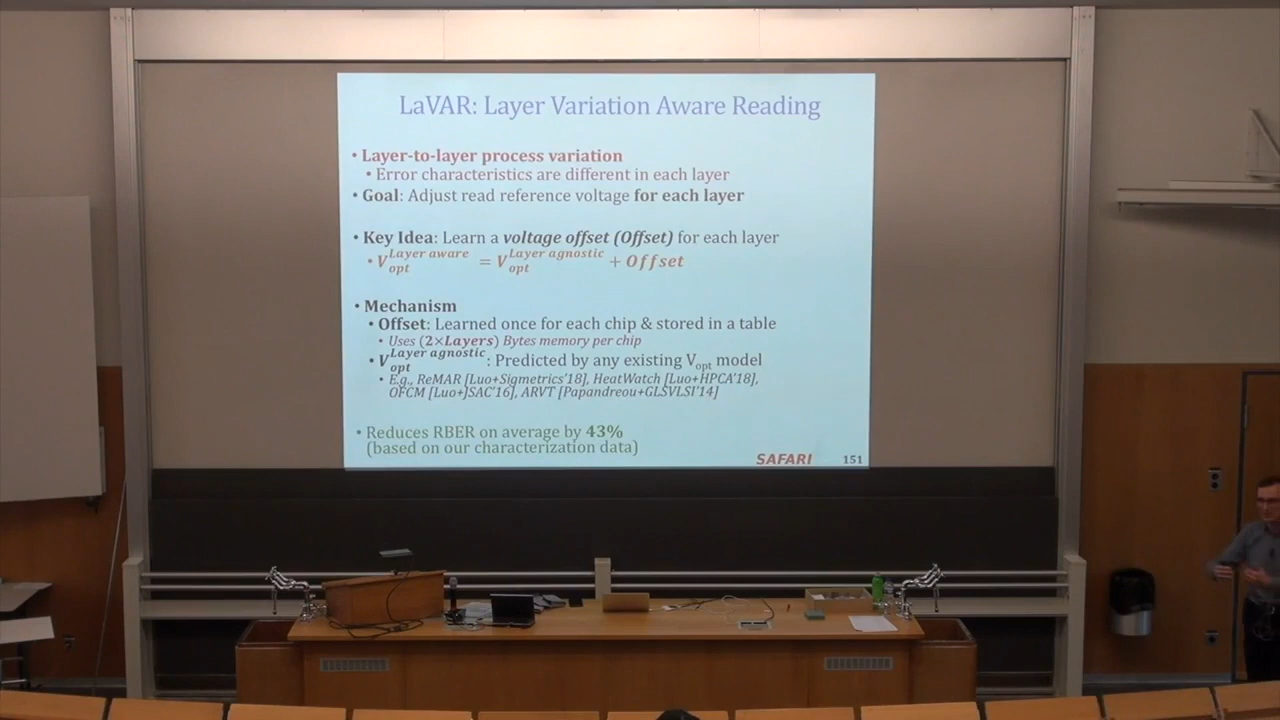 LaVAR: Layer Variation Aware Reading
• Layer-to-layer process variation
• Error characteristics are different in each layer
• Goal: Adjust read reference voltage for each layer
• Key Idea: Learn a voltage offset (Offset) for each layer
• V_opt^Layer aware = V_opt^Layer agnostic + Offset
• Mechanism
• Offset: Learned once for each chip & stored in a table
• Uses (2×Layers) Bytes memory per chip
• V_opt^Layer agnostic: Predicted by any existing V_opt model
• E.g., ReMAR [Luo+Sigmetrics'18], HeatWatch [Luo+HPCA'18],
OFCM [Luo+JSAC'16], ARVT [Papandreou+GLSVLSI'14]
• Reduces RBER on average by 43%
(based on our characterization data)
SAFARI 151